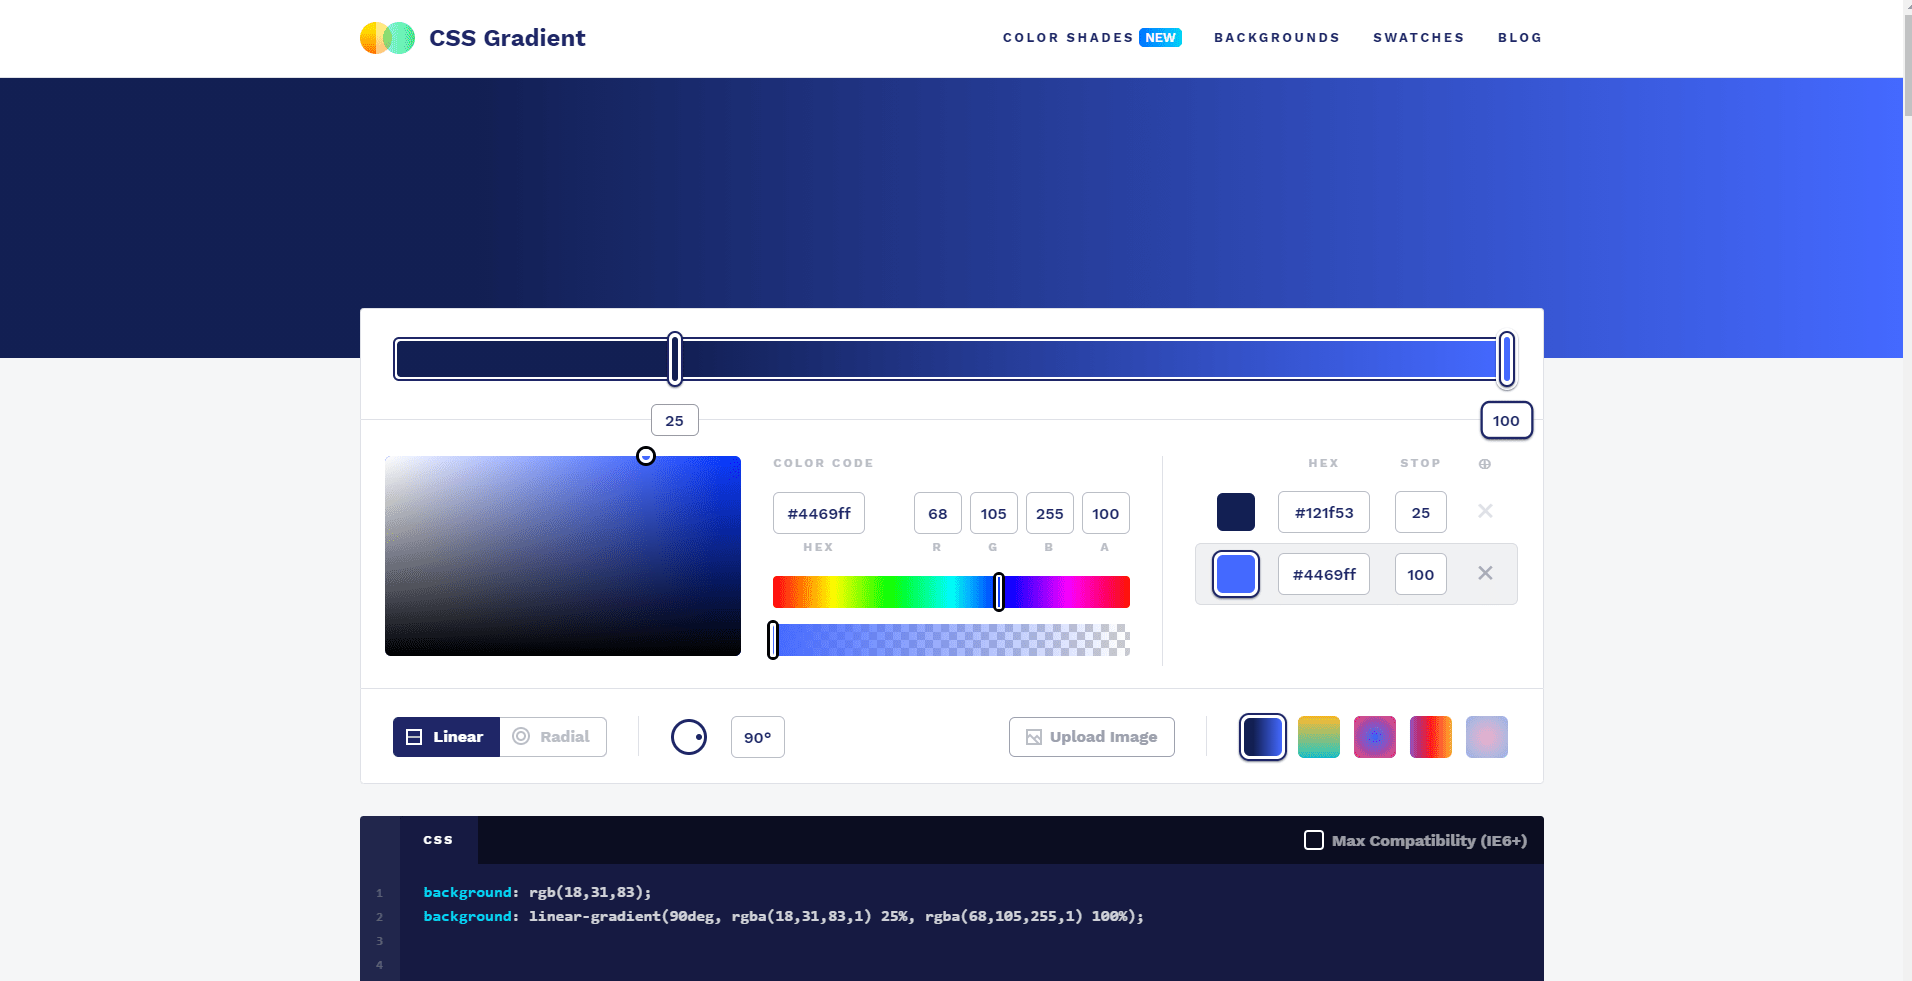 CSS Gradient
COLOR SHADES NEW BACKGROUNDS SWATCHES BLOG
25 100
COLOR CODE
#4469ff 68 105 255 100
HEX R G B A
HEX STOP
#121f53 25
#4469ff 100
Linear Radial 90° Upload Image
CSS Max Compatibility (IE6+)
1 background: rgb(18,31,83);
2 background: linear-gradient(90deg, rgba(18,31,83,1) 25%, rgba(68,105,255,1) 100%);
3
4